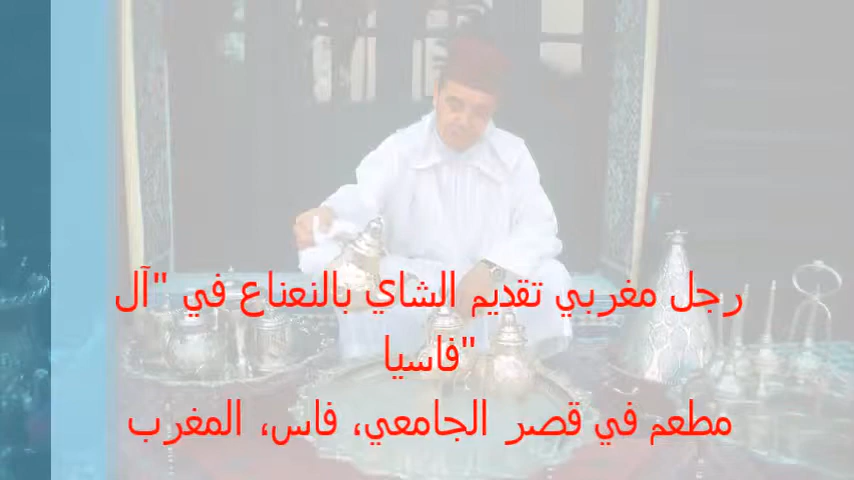 رجل مغربي تقديم الشاي بالنعناع في "آل
فاسيا"
مطعم في قصر الجامعي، فاس، المغرب